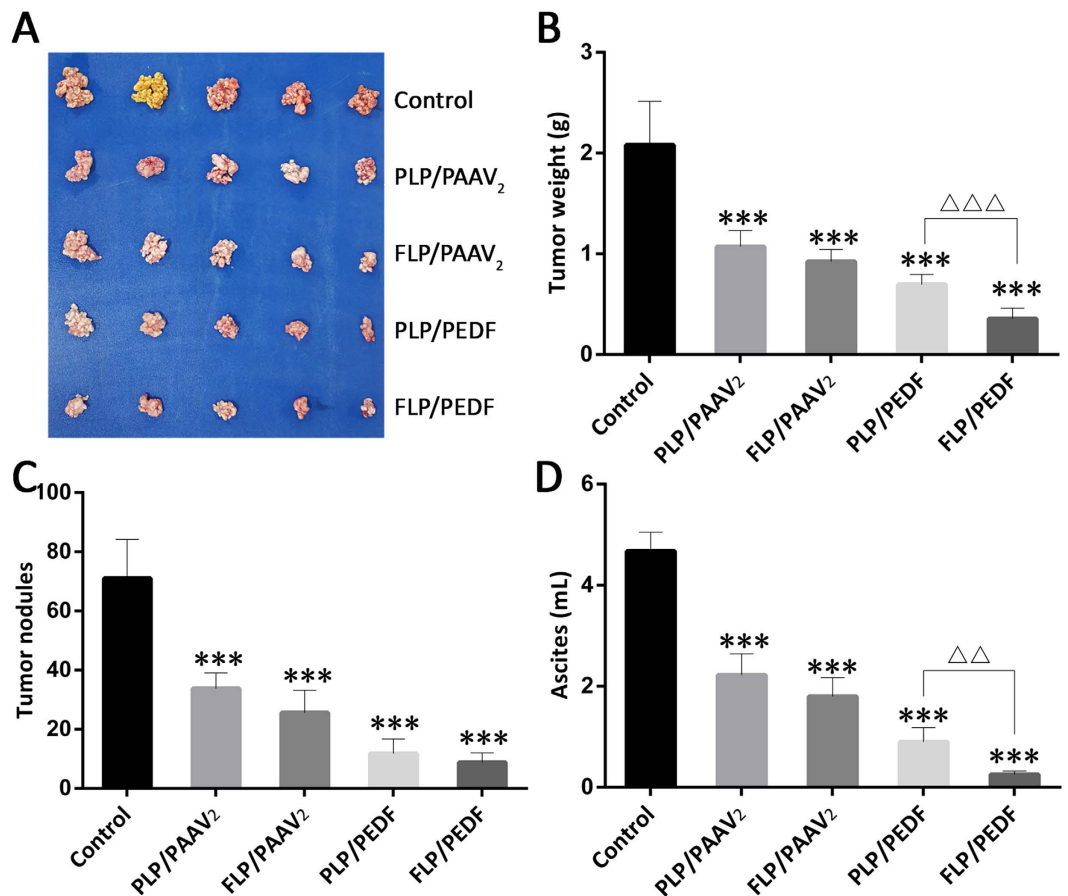 A
Control
PLP/PAAV₂
FLP/PAAV₂
PLP/PEDF
FLP/PEDF
B
Tumor weight (g)
3
2
1
0
***
***
***
***
△△△
Control
PLP/PAAV₂
FLP/PAAV₂
PLP/PEDF
FLP/PEDF
C
Tumor nodules
100
80
60
40
20
0
***
***
***
***
Control
PLP/PAAV₂
FLP/PAAV₂
PLP/PEDF
FLP/PEDF
D
Ascites (mL)
6
4
2
0
***
***
***
***
△△
Control
PLP/PAAV₂
FLP/PAAV₂
PLP/PEDF
FLP/PEDF